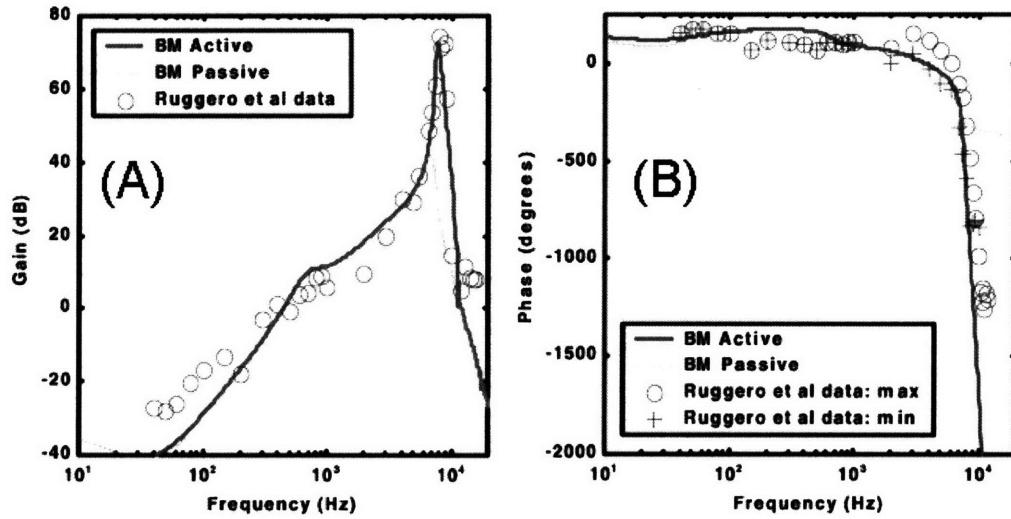 80
60
40
20
0
-20
-40
Gain (dB)
BM Active
BM Passive
Ruggero et al data
(A)
10^1
10^2
10^3
10^4
Frequency (Hz)
0
-500
-1000
-1500
-2000
Phase (degrees)
(B)
BM Active
BM Passive
Ruggero et al data: max
Ruggero et al data: min
10^1
10^2
10^3
10^4
Frequency (Hz)